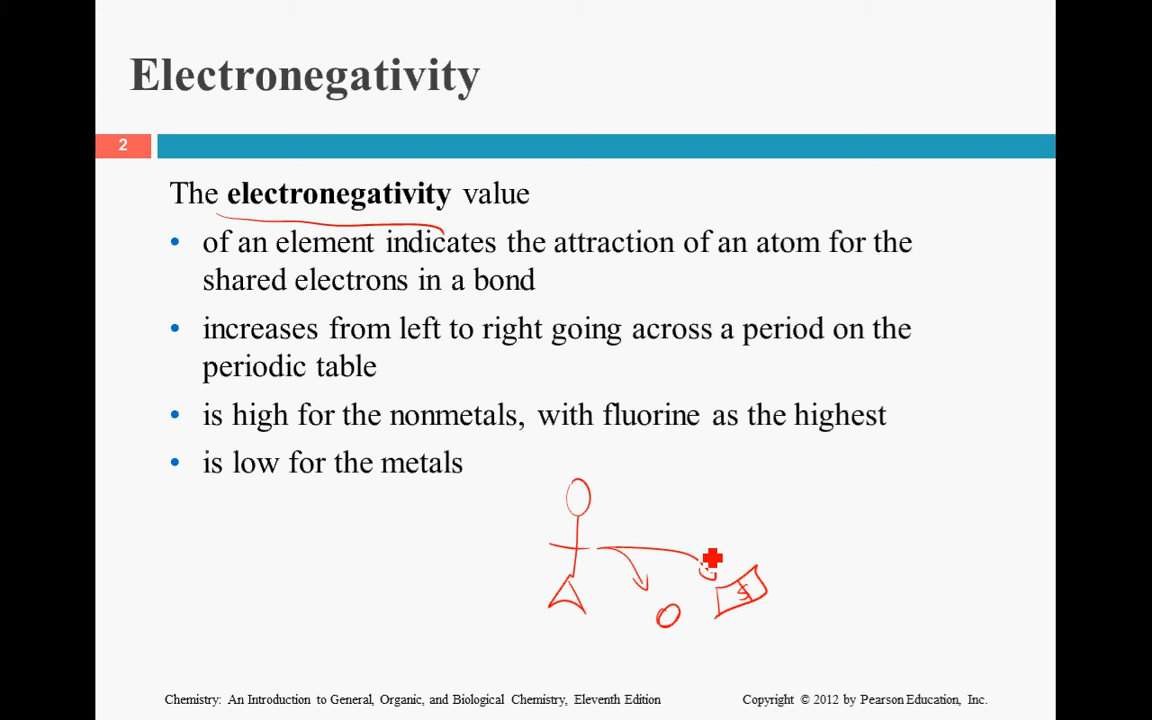 Electronegativity
2
The electronegativity value
• of an element indicates the attraction of an atom for the
shared electrons in a bond
• increases from left to right going across a period on the
periodic table
• is high for the nonmetals, with fluorine as the highest
• is low for the metals
$
Chemistry: An Introduction to General, Organic, and Biological Chemistry, Eleventh Edition
Copyright © 2012 by Pearson Education, Inc.